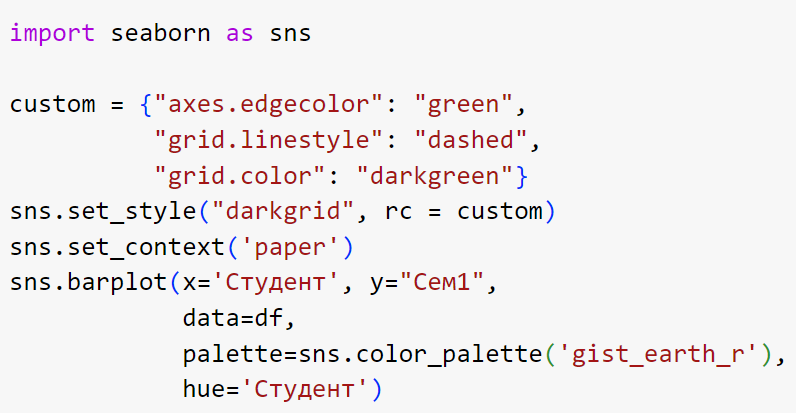 import seaborn as sns
custom = {"axes.edgecolor": "green",
"grid.linestyle": "dashed",
"grid.color": "darkgreen"}
sns.set_style("darkgrid", rc = custom)
sns.set_context('paper')
sns.barplot(x='Студент', y="Сем1",
data=df,
palette=sns.color_palette('gist_earth_r'),
hue='Студент')